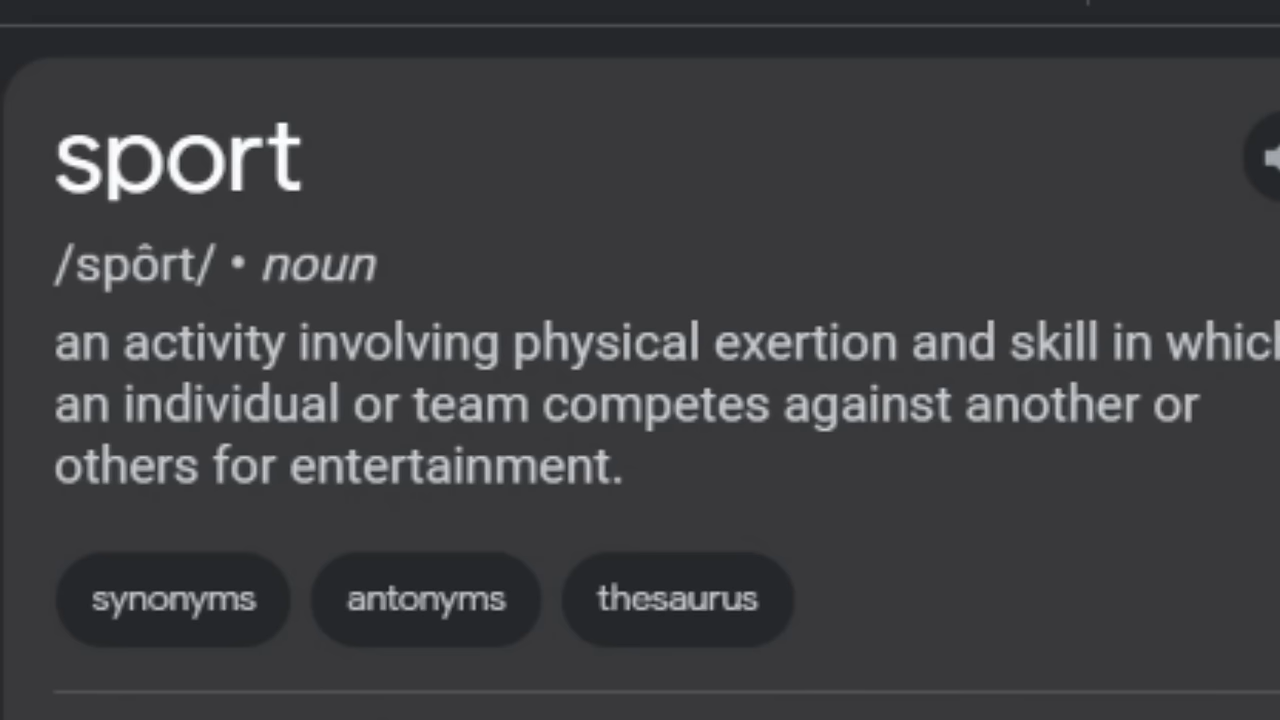 sport
/spôrt/ • noun
an activity involving physical exertion and skill in which
an individual or team competes against another or
others for entertainment.
synonyms antonyms thesaurus